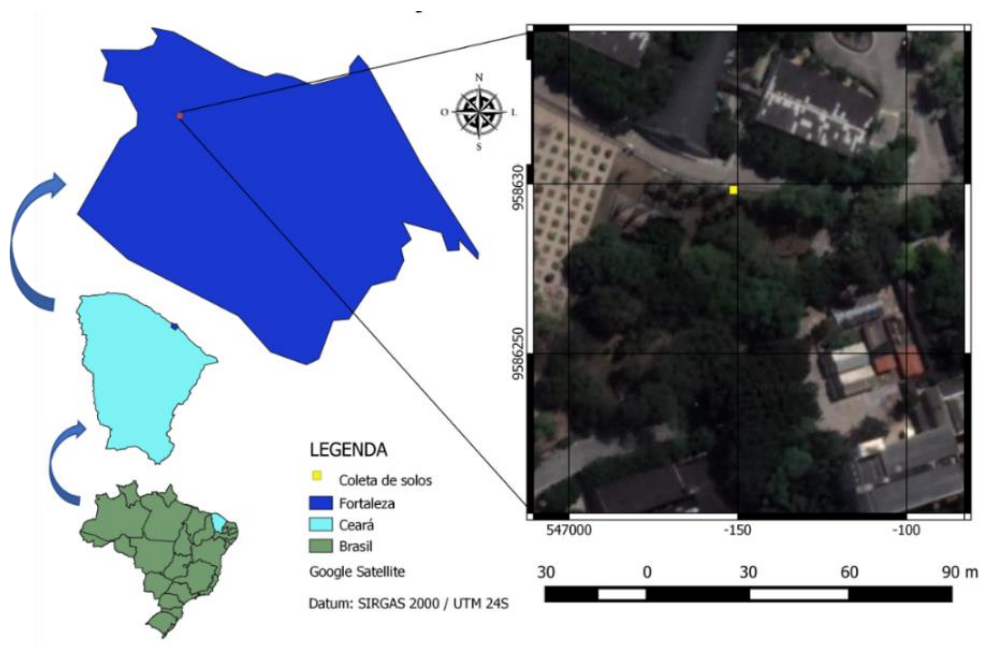 N
O L
S
958630
9586250
547000 -150 -100
30 0 30 60 90 m
LEGENDA
Coleta de solos
Fortaleza
Ceará
Brasil
Google Satellite
Datum: SIRGAS 2000 / UTM 24S